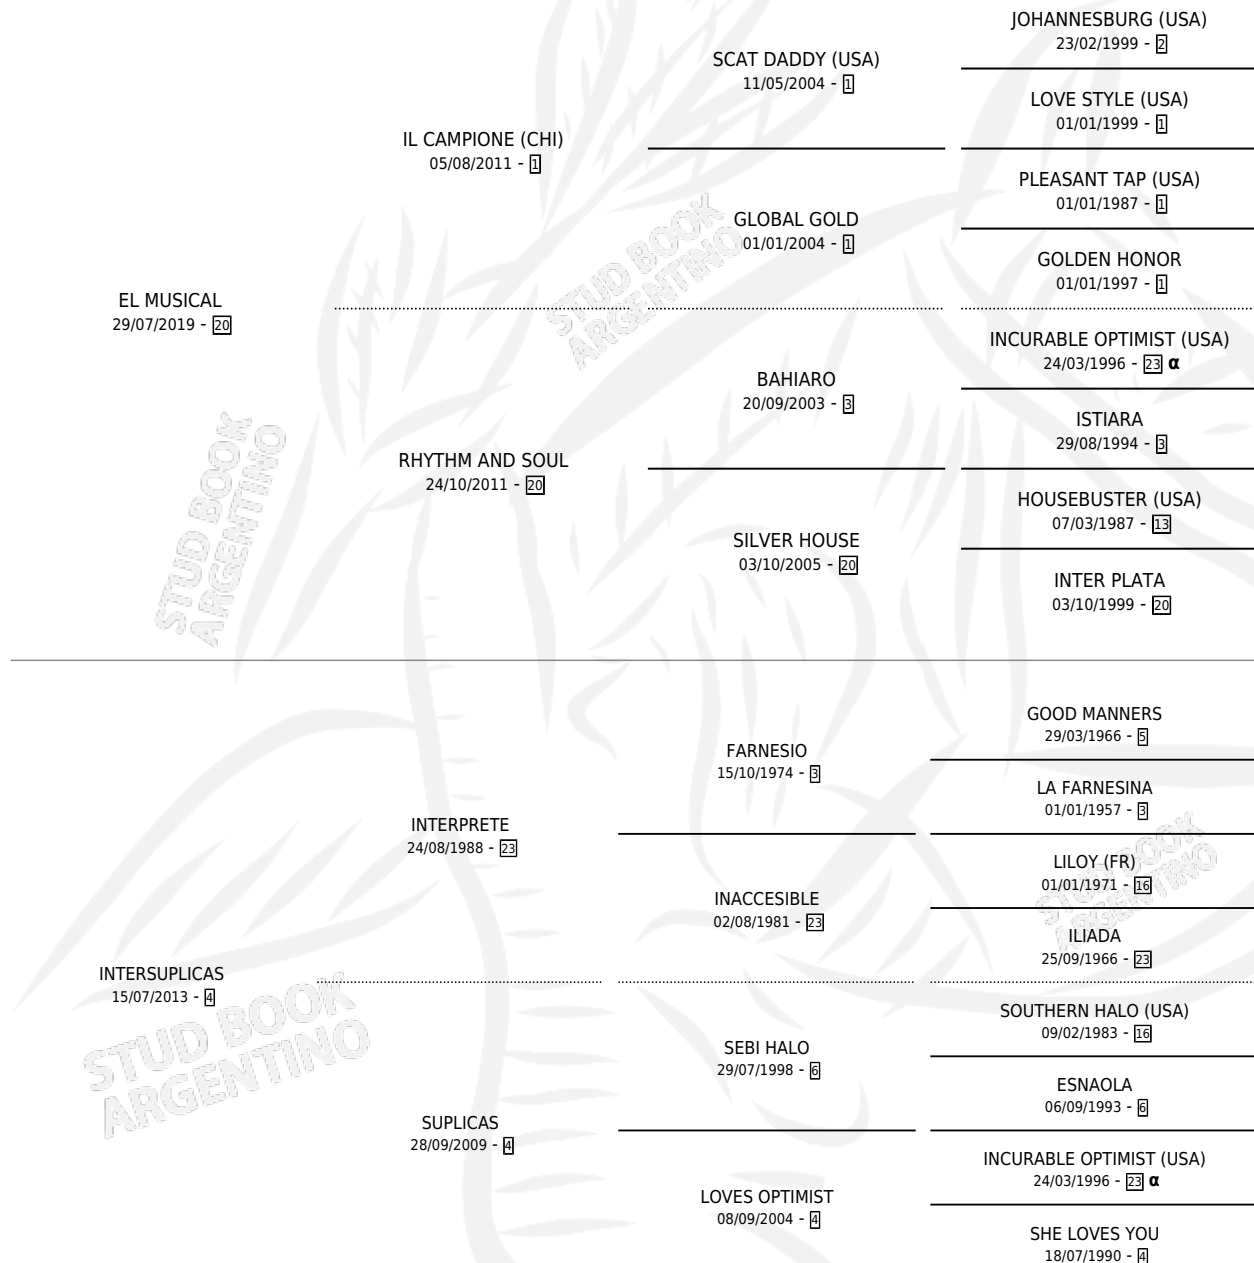 JOHANNESBURG (USA)
23/02/1999 - 2
SCAT DADDY (USA)
11/05/2004 - 1
LOVE STYLE (USA)
01/01/1999 - 1
IL CAMPIONE (CHI)
05/08/2011 - 1
PLEASANT TAP (USA)
01/01/1987 - 1
GLOBAL GOLD
01/01/2004 - 1
GOLDEN HONOR
01/01/1997 - 1
EL MUSICAL
29/07/2019 - 20
INCURABLE OPTIMIST (USA)
24/03/1996 - 23 α
BAHIARO
20/09/2003 - 3
ISTIARA
29/08/1994 - 3
RHYTHM AND SOUL
24/10/2011 - 20
HOUSEBUSTER (USA)
07/03/1987 - 13
SILVER HOUSE
03/10/2005 - 20
INTER PLATA
03/10/1999 - 20
GOOD MANNERS
29/03/1966 - 5
FARNESIO
15/10/1974 - 3
LA FARNESINA
01/01/1957 - 3
INTERPRETE
24/08/1988 - 23
LILOY (FR)
01/01/1971 - 16
INACCESIBLE
02/08/1981 - 23
ILIADA
25/09/1966 - 23
INTERSUPLICAS
15/07/2013 - 4
SOUTHERN HALO (USA)
09/02/1983 - 16
SEBI HALO
29/07/1998 - 6
ESNAOLA
06/09/1993 - 6
SUPLICAS
28/09/2009 - 4
INCURABLE OPTIMIST (USA)
24/03/1996 - 23 α
LOVES OPTIMIST
08/09/2004 - 4
SHE LOVES YOU
18/07/1990 - 4
STUD BOOK
ARGENTINO
STUD BOOK
ARGENTINO
STUD BOOK
ARGENTINO
STUD BOOK
ARGENTINO